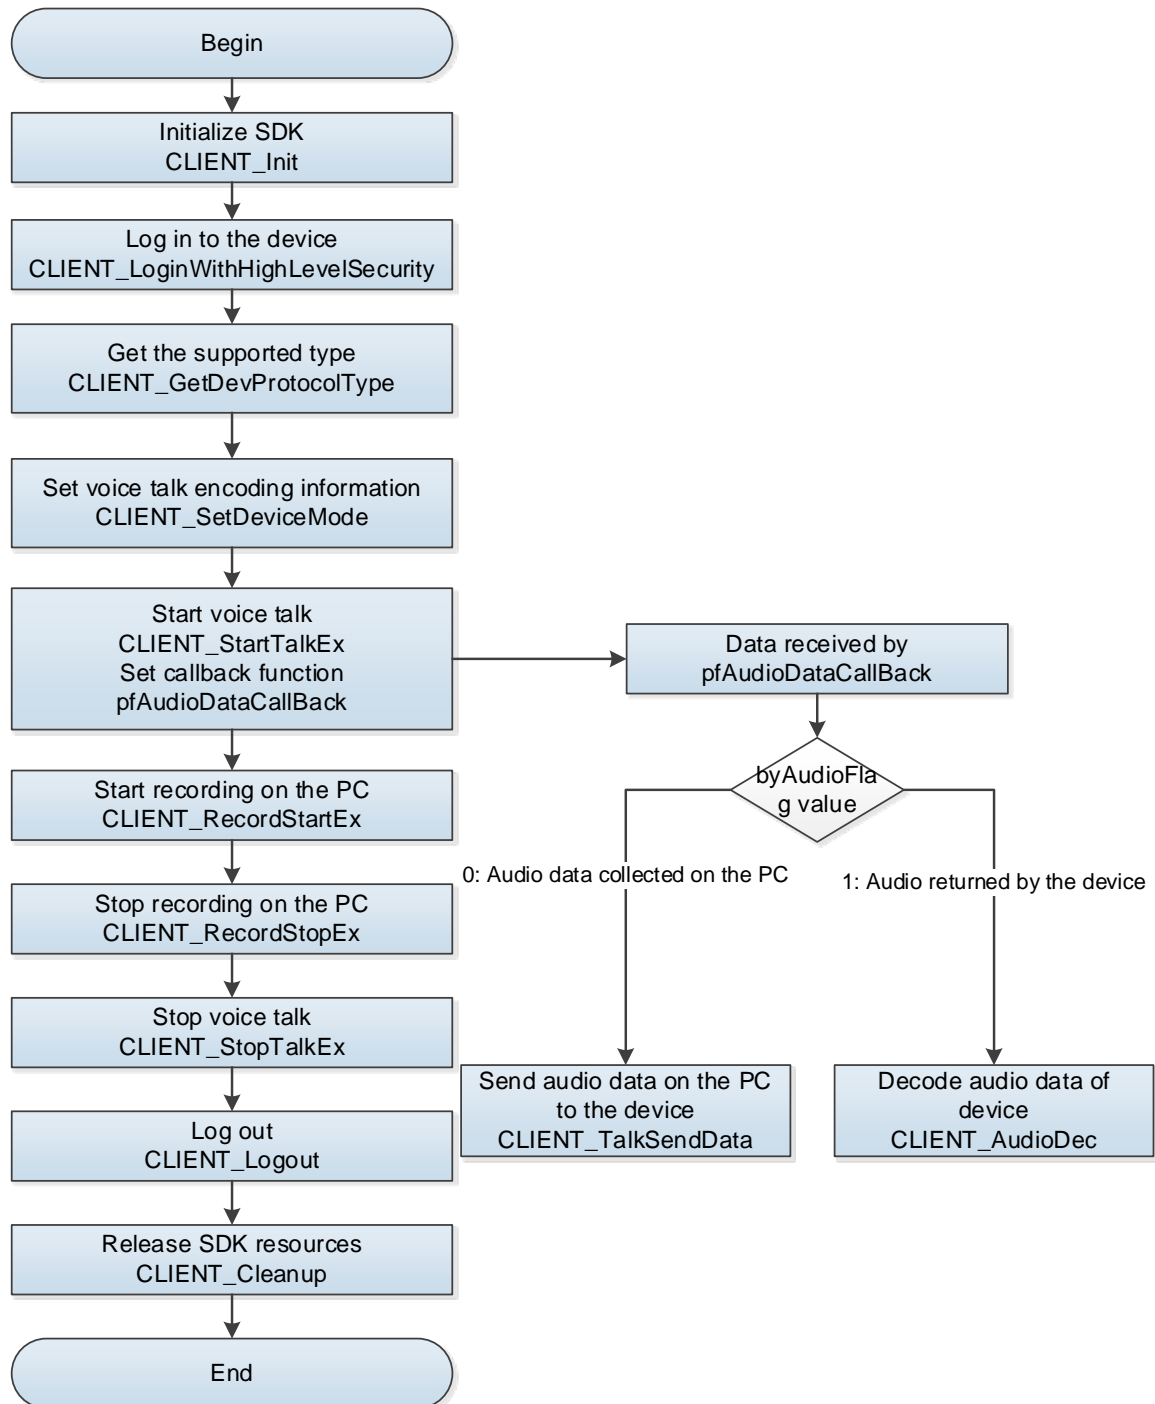 Begin
Initialize SDK
CLIENT_Init
Log in to the device
CLIENT_LoginWithHighLevelSecurity
Get the supported type
CLIENT_GetDevProtocolType
Set voice talk encoding information
CLIENT_SetDeviceMode
Start voice talk
CLIENT_StartTalkEx
Set callback function
pfAudioDataCallBack
Data received by
pfAudioDataCallBack
byAudioFla
g value
0: Audio data collected on the PC
1: Audio returned by the device
Start recording on the PC
CLIENT_RecordStartEx
Stop recording on the PC
CLIENT_RecordStopEx
Stop voice talk
CLIENT_StopTalkEx
Send audio data on the PC
to the device
CLIENT_TalkSendData
Decode audio data of
device
CLIENT_AudioDec
Log out
CLIENT_Logout
Release SDK resources
CLIENT_Cleanup
End